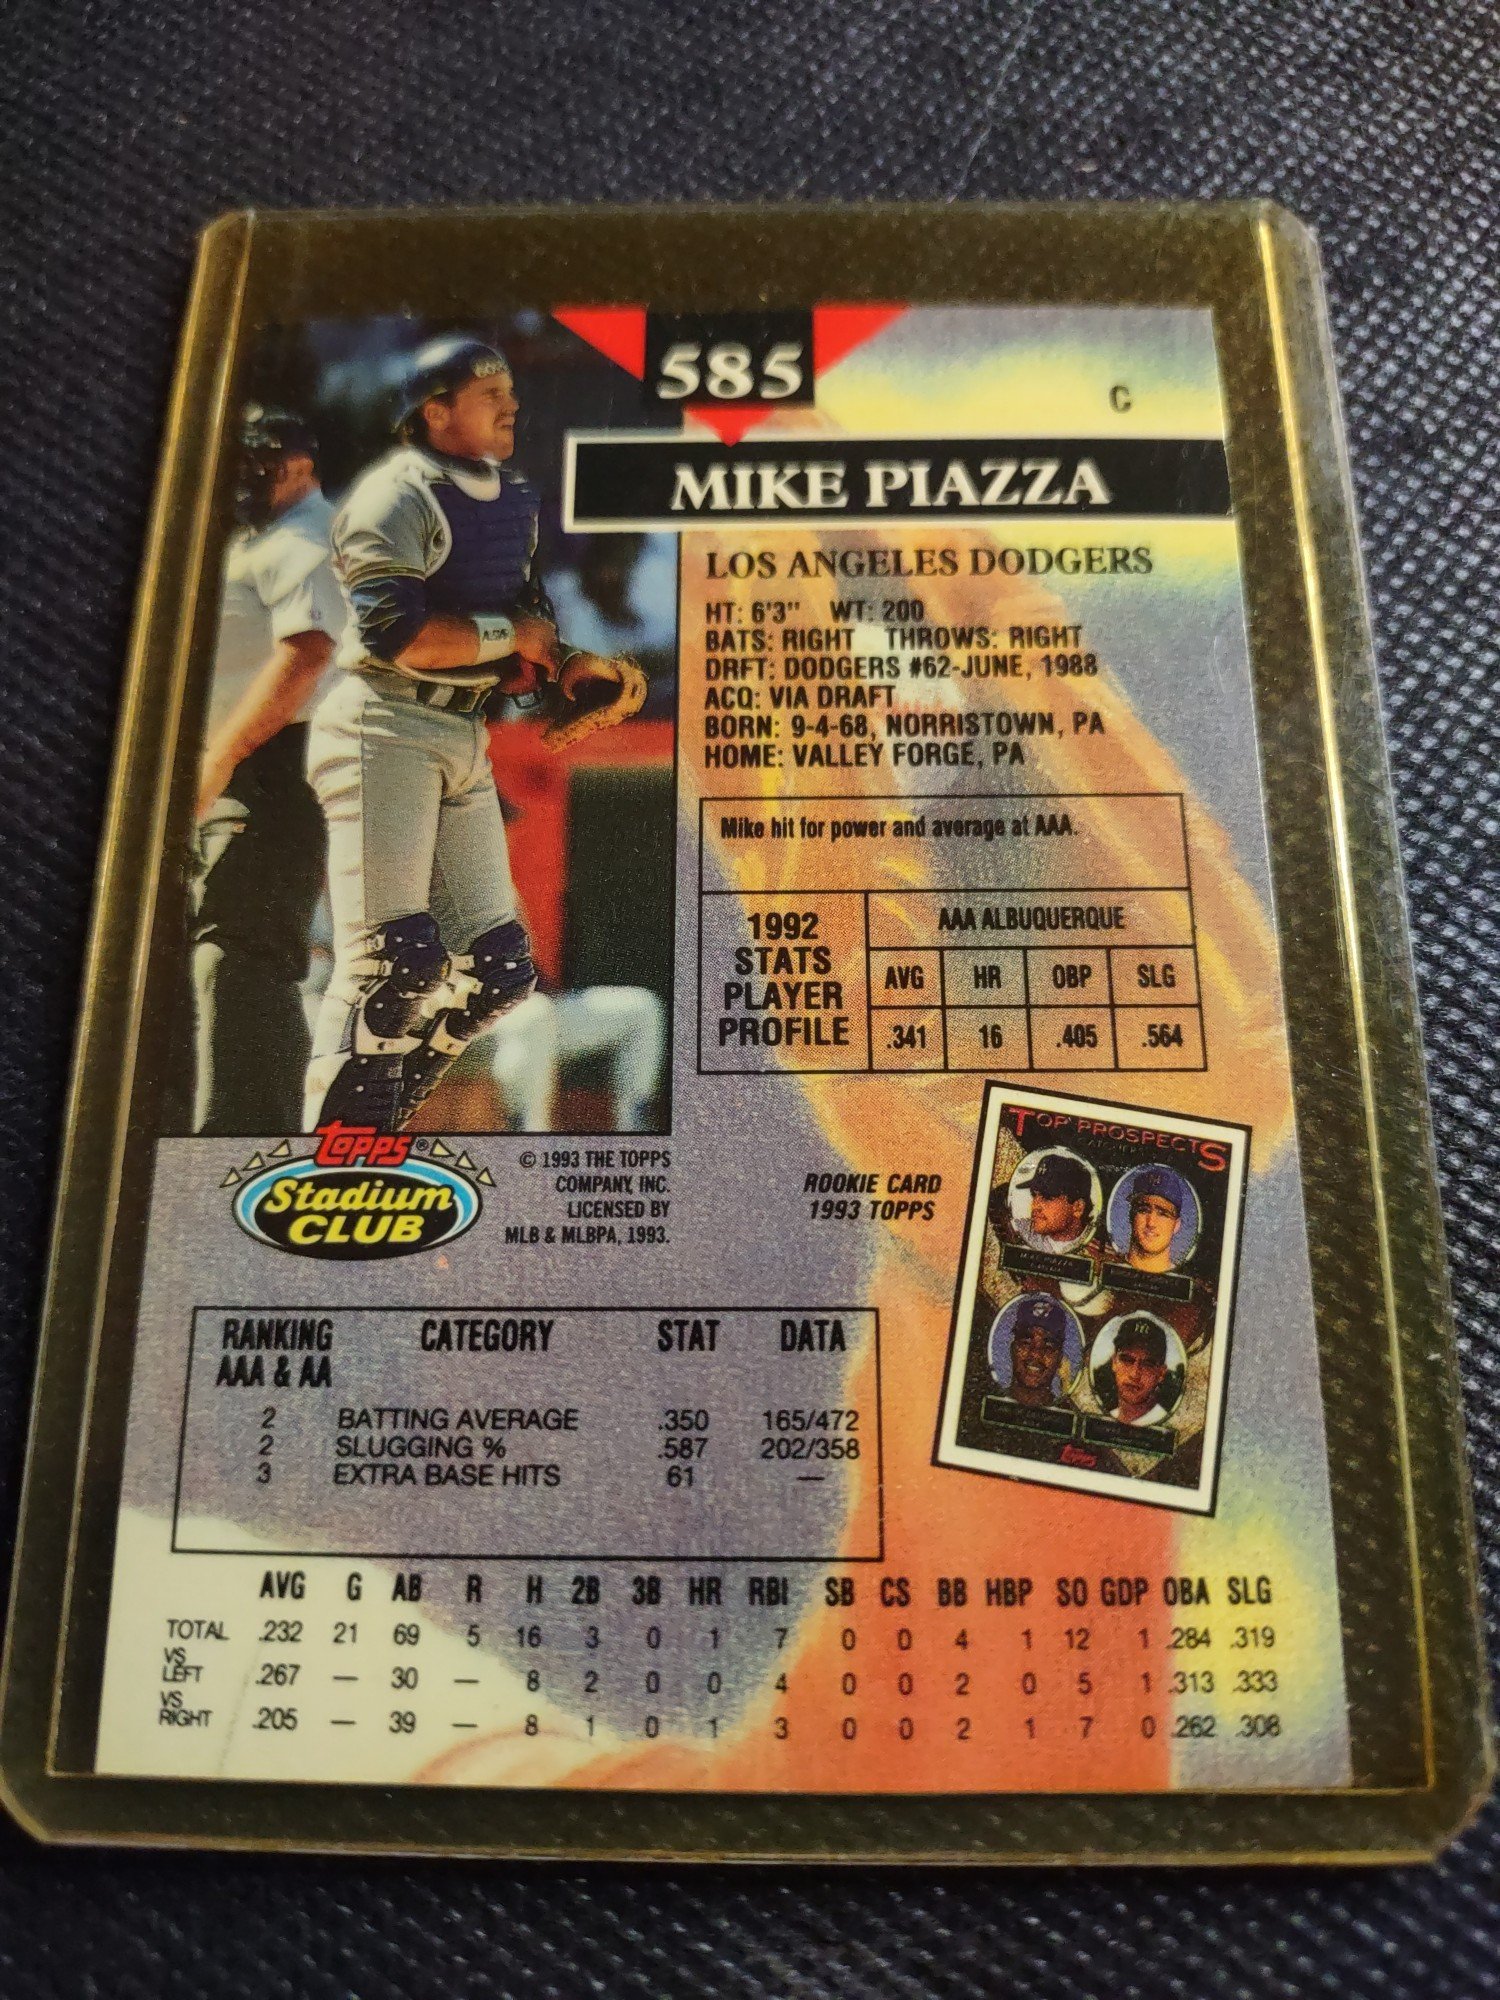 585
C
MIKE PIAZZA
LOS ANGELES DODGERS
HT: 6'3" WT: 200
BATS: RIGHT THROWS: RIGHT
DRFT: DODGERS #62-JUNE, 1988
ACQ: VIA DRAFT
BORN: 9-4-68, NORRISTOWN, PA
HOME: VALLEY FORGE, PA
Mike hit for power and average at AAA.
1992 STATS PLAYER PROFILE
AAA ALBUQUERQUE
AVG HR OBP SLG
.341 16 .405 .564
TOPPS®
Stadium
CLUB
© 1993 THE TOPPS
COMPANY, INC.
LICENSED BY
MLB & MLBPA, 1993.
ROOKIE CARD
1993 TOPPS
TOP PROSPECTS
TOPPS
RANKING CATEGORY STAT DATA
AAA & AA
2 BATTING AVERAGE .350 165/472
2 SLUGGING % .587 202/358
3 EXTRA BASE HITS 61 —
AVG G AB R H 2B 3B HR RBI SB CS BB HBP SO GDP OBA SLG
TOTAL .232 21 69 5 16 3 0 1 7 0 0 4 1 12 1 .284 .319
VS LEFT .267 — 30 — 8 2 0 0 4 0 0 2 0 5 1 .313 .333
VS RIGHT .205 — 39 — 8 1 0 1 3 0 0 2 1 7 0 .262 .308